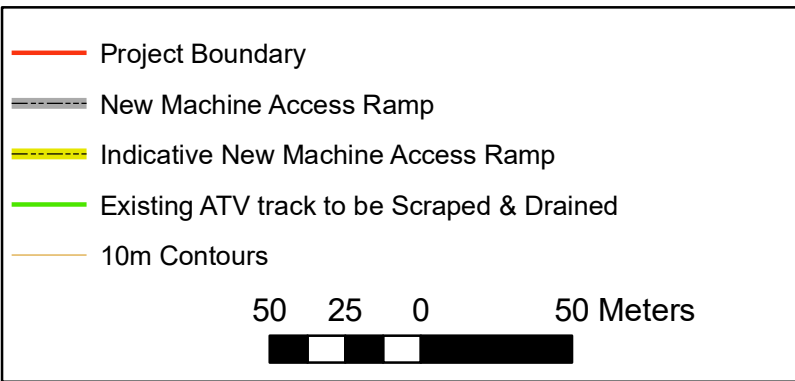 Project Boundary
New Machine Access Ramp
Indicative New Machine Access Ramp
Existing ATV track to be Scraped & Drained
10m Contours
50 25 0 50 Meters